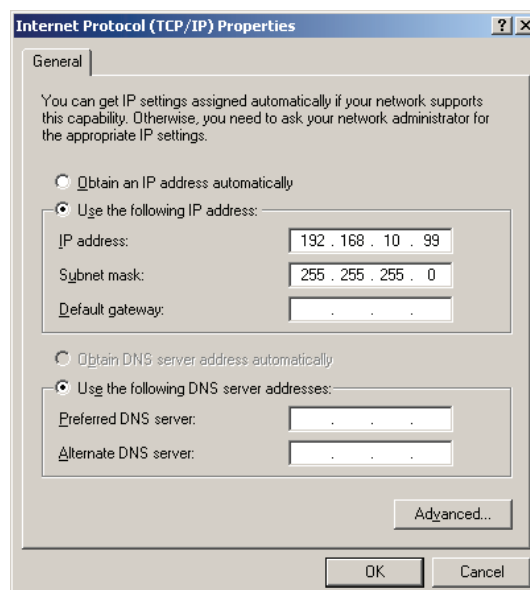 Internet Protocol (TCP/IP) Properties
General
You can get IP settings assigned automatically if your network supports
this capability. Otherwise, you need to ask your network administrator for
the appropriate IP settings.
Obtain an IP address automatically
Use the following IP address:
IP address: 192 . 168 . 10 . 99
Subnet mask: 255 . 255 . 255 . 0
Default gateway: . . .
Obtain DNS server address automatically
Use the following DNS server addresses:
Preferred DNS server: . . .
Alternate DNS server: . . .
Advanced...
OK Cancel